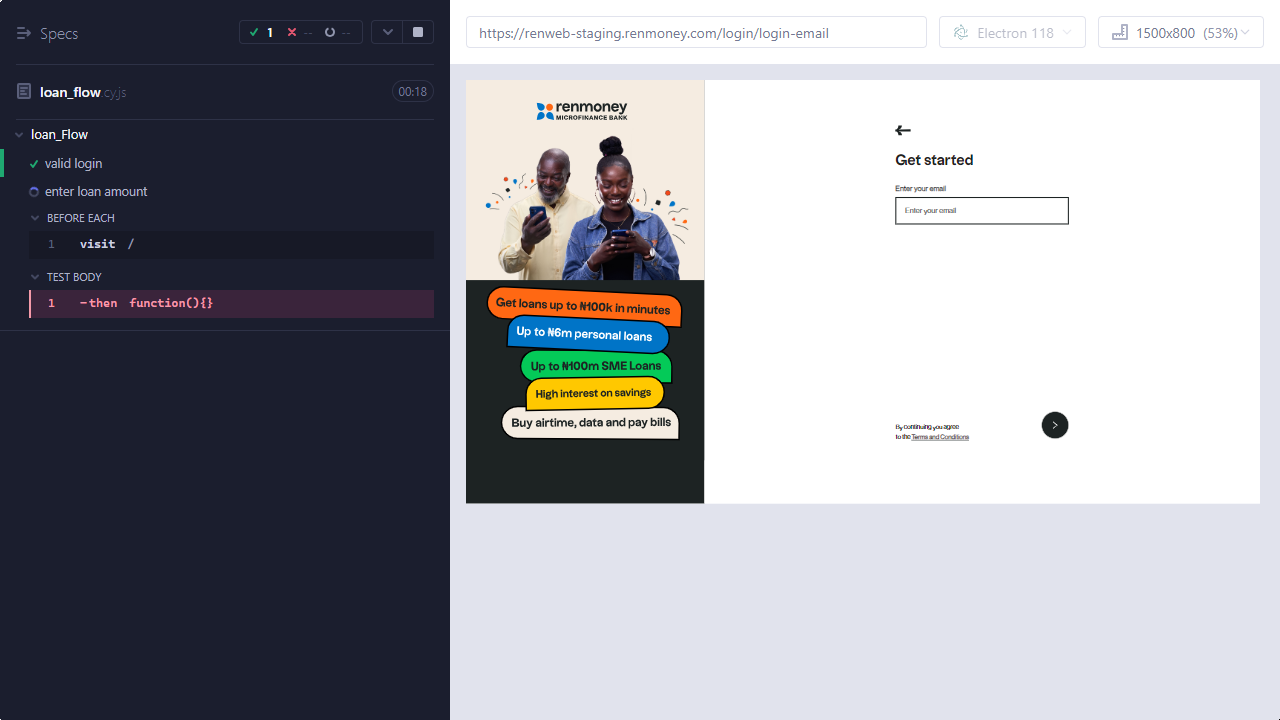 Specs
1
--
--
https://renweb-staging.renmoney.com/login/login-email
Electron 118
1500x800 (53%)
loan_flow.cy.js
00:18
loan_Flow
valid login
enter loan amount
BEFORE EACH
1 visit /
TEST BODY
1 -then function(){}
renmoney
MICROFINANCE BANK
Get loans up to ₦100k in minutes
Up to ₦6m personal loans
Up to ₦100m SME Loans
High interest on savings
Buy airtime, data and pay bills
Get started
Enter your email
Enter your email
By continuing you agree
to the Terms and Conditions